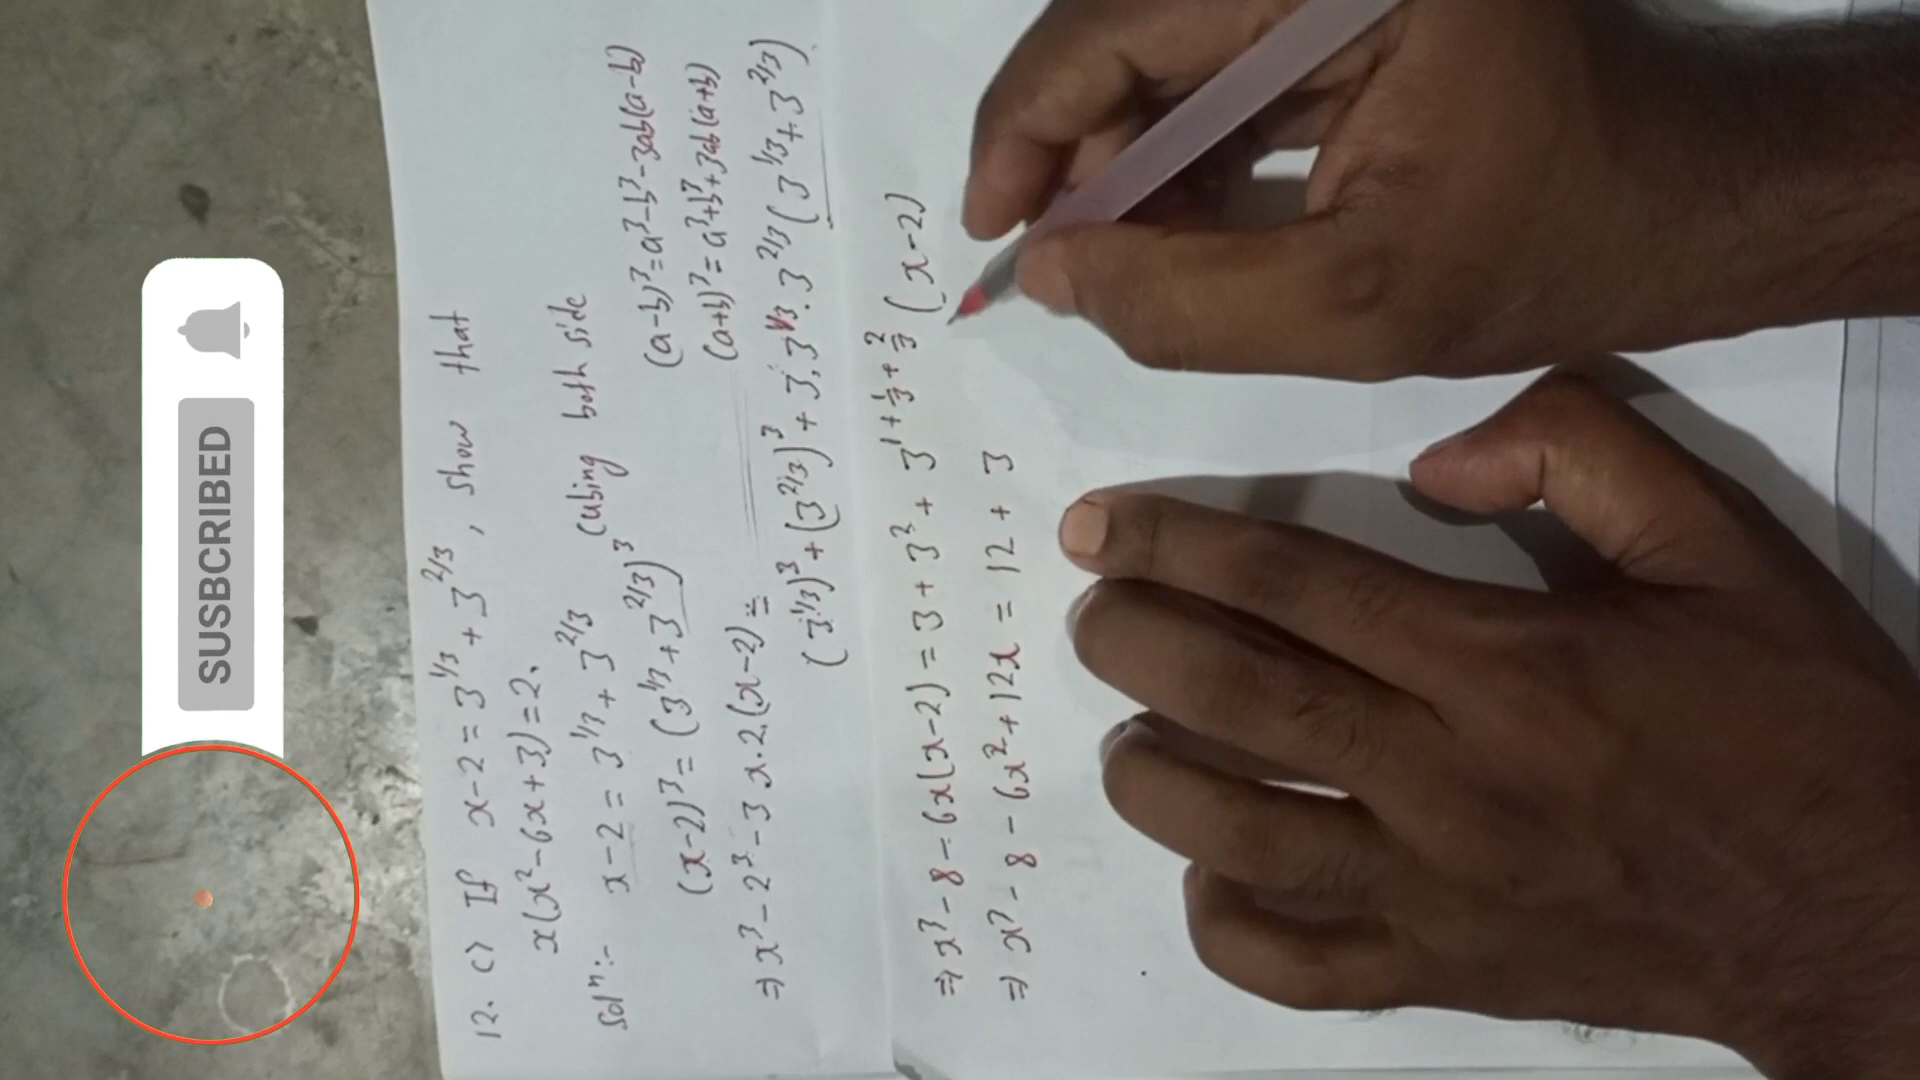 12. c) If x-2 = 3^1/3 + 3^2/3, show that
x(x²-6x+3)=2.
Solⁿ:- x-2 = 3^1/3 + 3^2/3 Cubing both side
(x-2)³ = (3^1/3 + 3^2/3)³
(a-b)³ = a³-b³-3ab(a-b)
(a+b)³ = a³+b³+3ab(a+b)
⇒ x³-2³-3.x.2.(x-2) =
(3^1/3)³+(3^2/3)³+3.3^1/3.3^2/3(3^1/3+3^2/3)
⇒ x³-8-6x(x-2) = 3+3²+3^1+1/3+2/3 (x-2)
⇒ x³-8-6x²+12x = 12+3
SUSBCRIBED